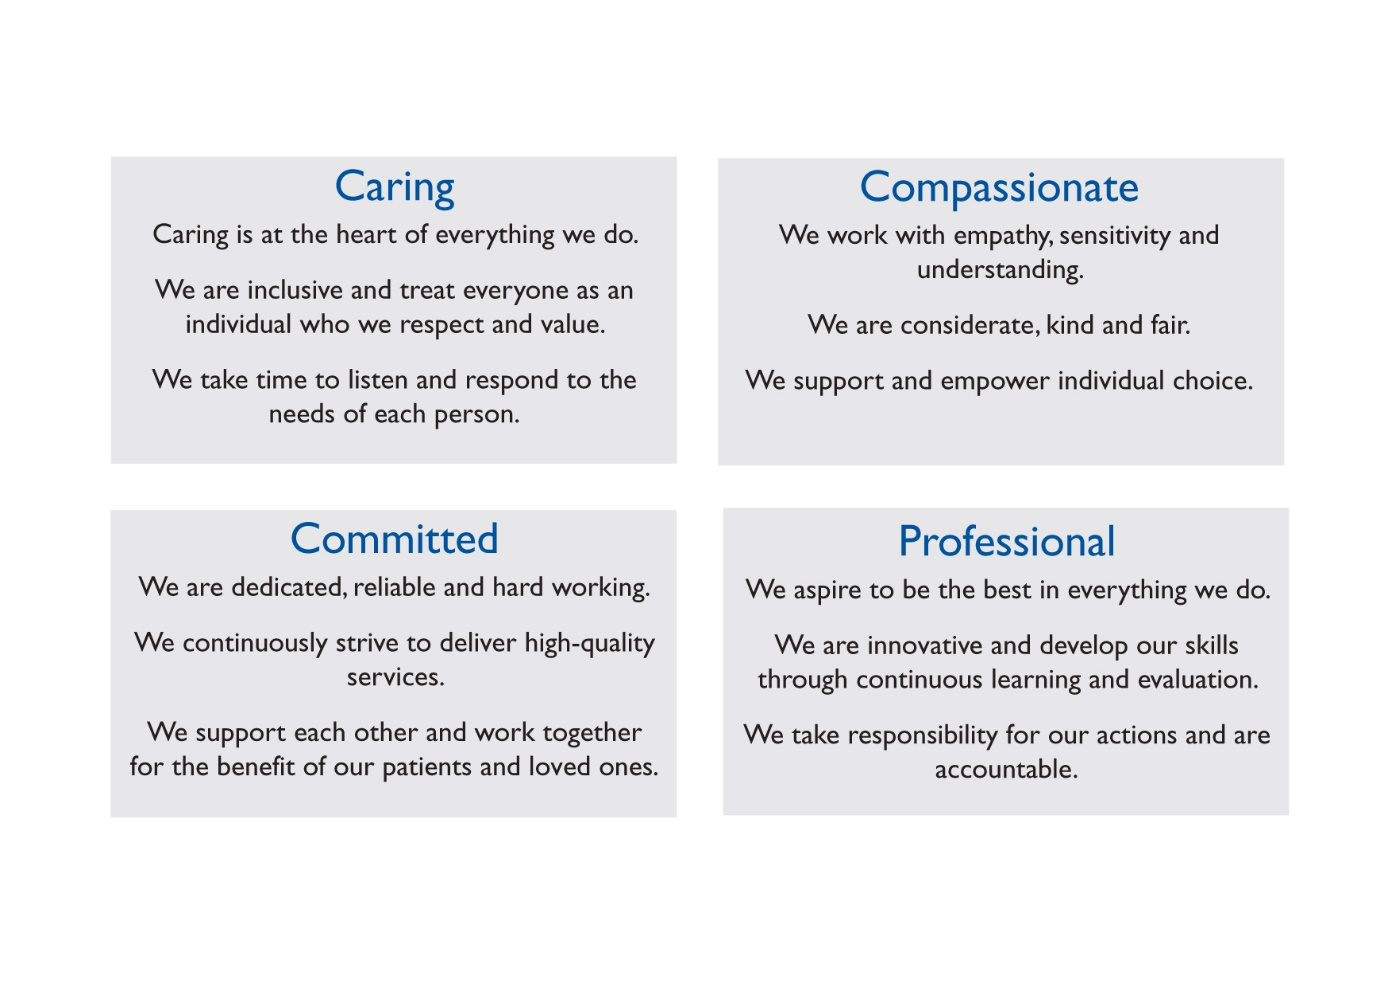 Caring
Caring is at the heart of everything we do.
We are inclusive and treat everyone as an
individual who we respect and value.
We take time to listen and respond to the
needs of each person.
Compassionate
We work with empathy, sensitivity and
understanding.
We are considerate, kind and fair.
We support and empower individual choice.
Committed
We are dedicated, reliable and hard working.
We continuously strive to deliver high-quality
services.
We support each other and work together
for the benefit of our patients and loved ones.
Professional
We aspire to be the best in everything we do.
We are innovative and develop our skills
through continuous learning and evaluation.
We take responsibility for our actions and are
accountable.